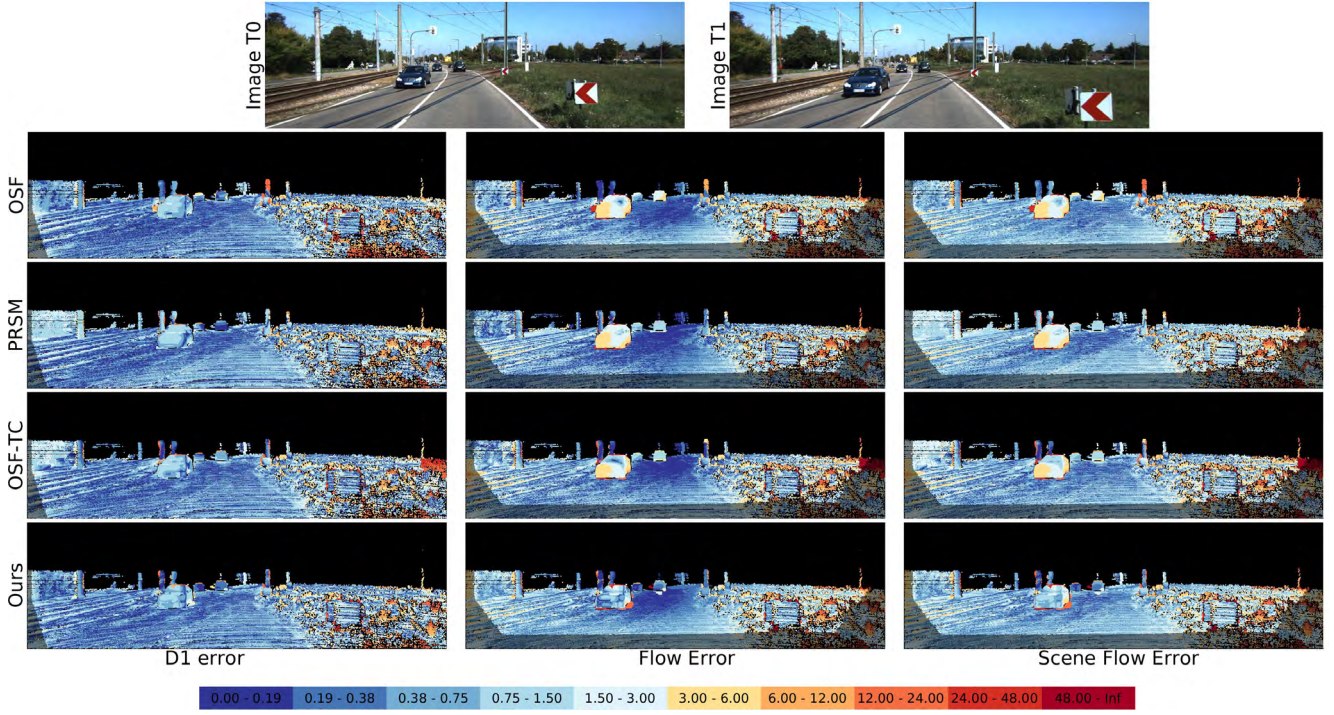 Image T0
Image T1
OSF
PRSM
OSF-TC
Ours
D1 error
Flow Error
Scene Flow Error
0.00 - 0.19 0.19 - 0.38 0.38 - 0.75 0.75 - 1.50 1.50 - 3.00 3.00 - 6.00 6.00 - 12.00 12.00 - 24.00 24.00 - 48.00 48.00 - Inf